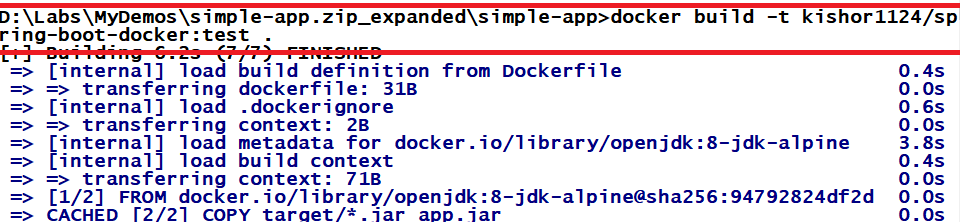 D:\Labs\MyDemos\simple-app.zip_expanded\simple-app>docker build -t kishor1124/sp
ring-boot-docker:test .
[+] Building 6.2s (7/7) FINISHED
=> [internal] load build definition from Dockerfile 0.4s
=> => transferring dockerfile: 31B 0.0s
=> [internal] load .dockerignore 0.6s
=> => transferring context: 2B 0.0s
=> [internal] load metadata for docker.io/library/openjdk:8-jdk-alpine 3.8s
=> [internal] load build context 0.4s
=> => transferring context: 71B 0.0s
=> [1/2] FROM docker.io/library/openjdk:8-jdk-alpine@sha256:94792824df2d 0.0s
=> CACHED [2/2] COPY target/*.jar app.jar 0.0s